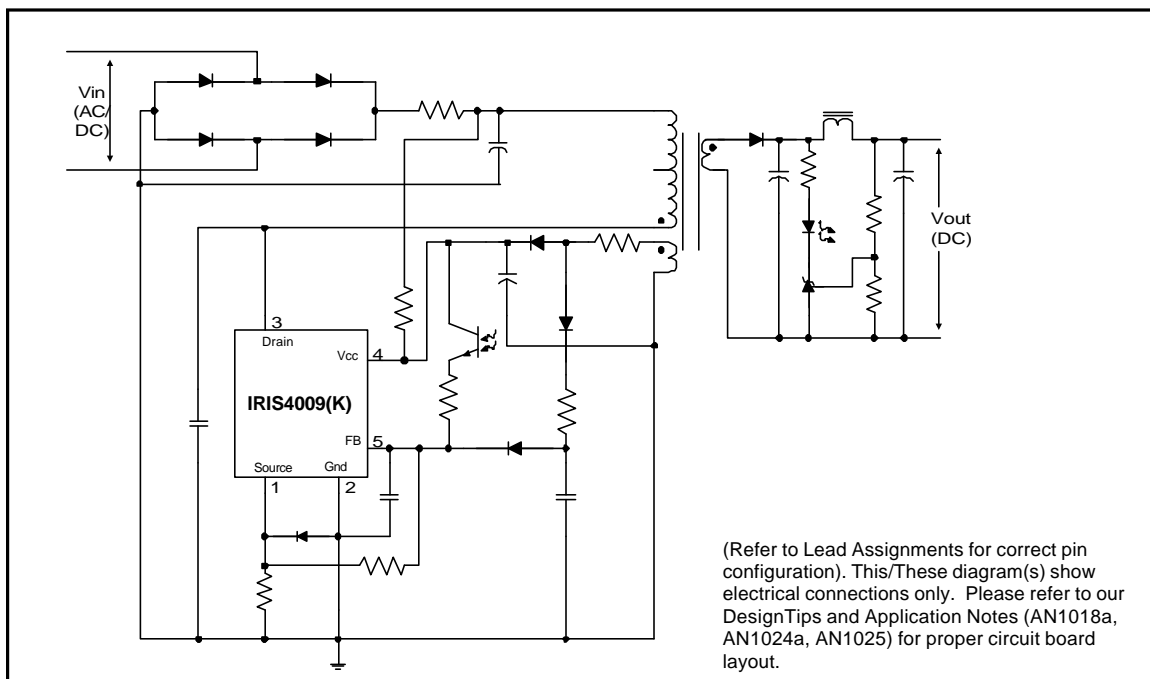 Vin
(AC/
DC)
Vout
(DC)
3
Drain
Vcc
4
IRIS4009(K)
FB
5
Source
Gnd
1
2
(Refer to Lead Assignments for correct pin
configuration). This/These diagram(s) show
electrical connections only. Please refer to our
DesignTips and Application Notes (AN1018a,
AN1024a, AN1025) for proper circuit board
layout.